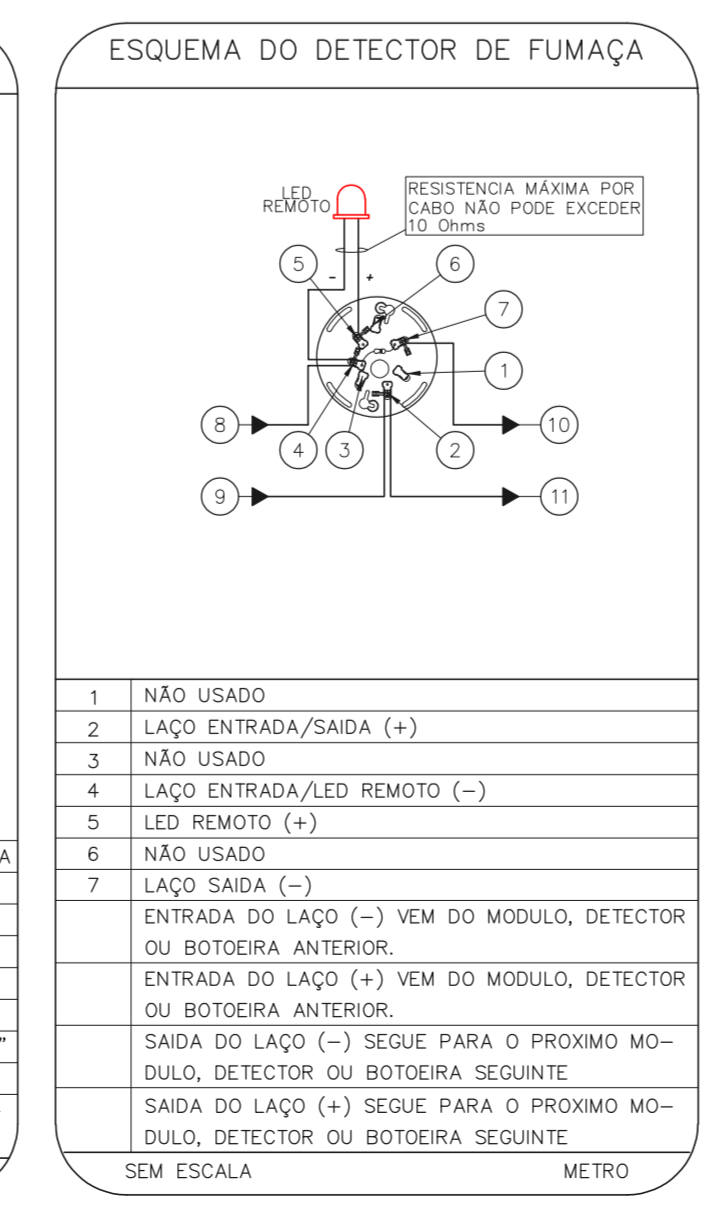 ESQUEMA DO DETECTOR DE FUMAÇA
LED
REMOTO
RESISTENCIA MÁXIMA POR
CABO NÃO PODE EXCEDER
10 Ohms
5
- +
6
7
1
8
10
4
3
2
9
11
1 NÃO USADO
2 LAÇO ENTRADA/SAIDA (+)
3 NÃO USADO
4 LAÇO ENTRADA/LED REMOTO (-)
5 LED REMOTO (+)
6 NÃO USADO
7 LAÇO SAIDA (-)
ENTRADA DO LAÇO (-) VEM DO MODULO, DETECTOR
OU BOTOEIRA ANTERIOR.
ENTRADA DO LAÇO (+) VEM DO MODULO, DETECTOR
OU BOTOEIRA ANTERIOR.
SAIDA DO LAÇO (-) SEGUE PARA O PROXIMO MO-
DULO, DETECTOR OU BOTOEIRA SEGUINTE
SAIDA DO LAÇO (+) SEGUE PARA O PROXIMO MO-
DULO, DETECTOR OU BOTOEIRA SEGUINTE
SEM ESCALA METRO
A
"